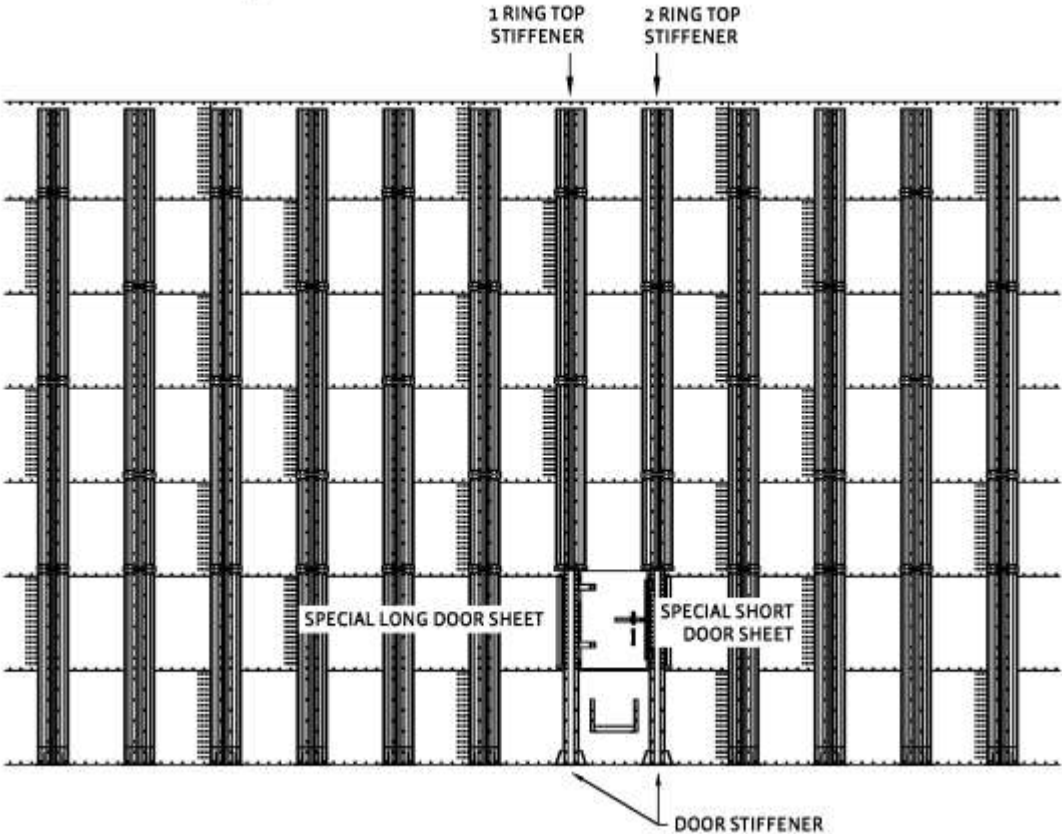 1 RING TOP
STIFFENER
2 RING TOP
STIFFENER
SPECIAL LONG DOOR SHEET
SPECIAL SHORT
DOOR SHEET
DOOR STIFFENER